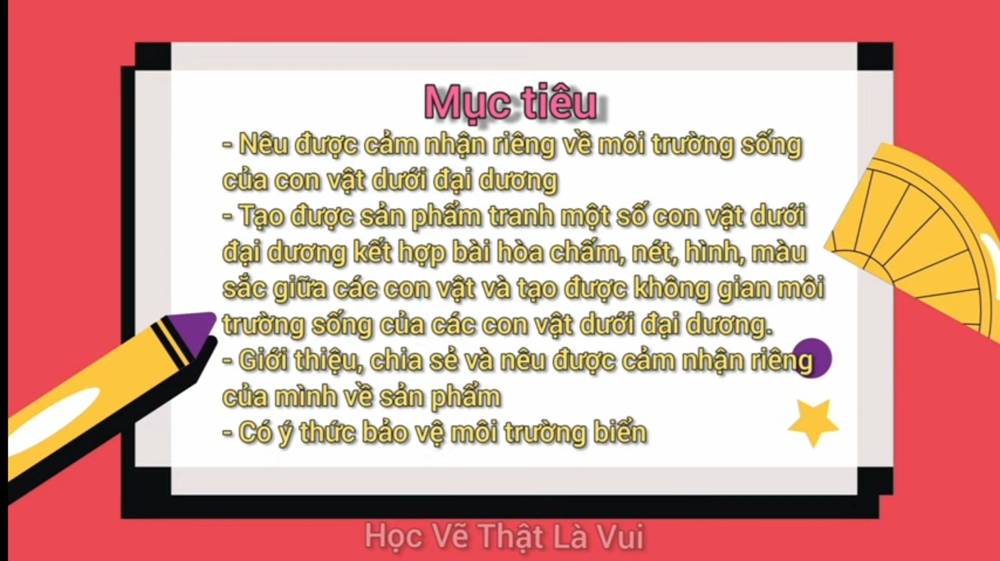 Mục tiêu
- Nêu được cảm nhận riêng về môi trường sống
của con vật dưới đại dương
- Tạo được sản phẩm tranh một số con vật dưới
đại dương kết hợp bài hòa chấm, nét, hình, màu
sắc giữa các con vật và tạo được không gian môi
trường sống của các con vật dưới đại dương.
- Giới thiệu, chia sẻ và nêu được cảm nhận riêng
của mình về sản phẩm
- Có ý thức bảo vệ môi trường biển
Học Vẽ Thật Là Vui